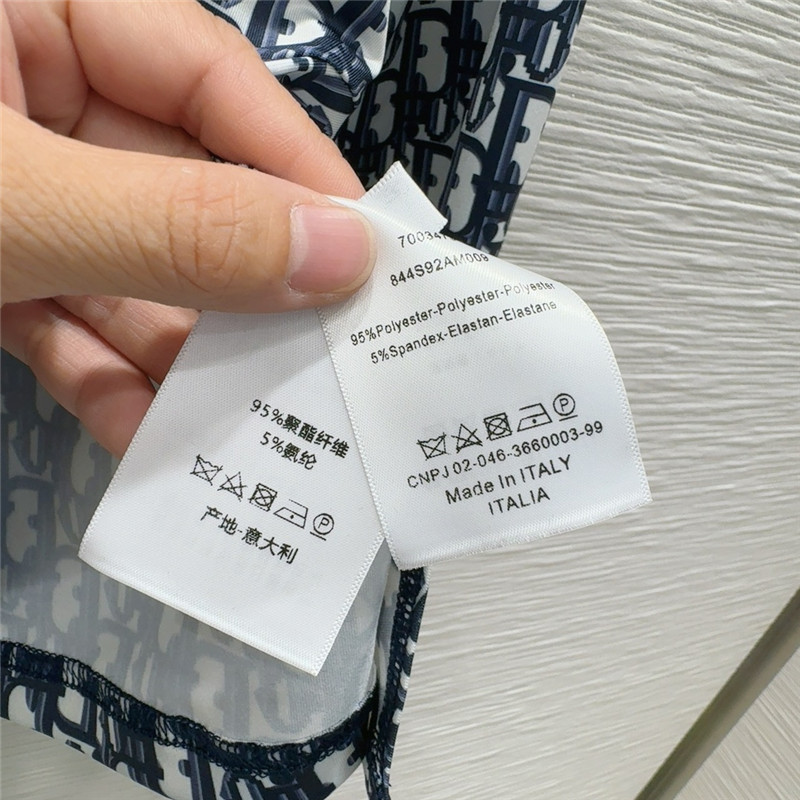 844S92AM009
95%Polyester-Polyester-Polyester
5%Spandex-Elastan-Elastane
CNPJ 02-046-3660003-99
Made In ITALY
ITALIA
95%聚酯纤维
5%氨纶
产地-意大利